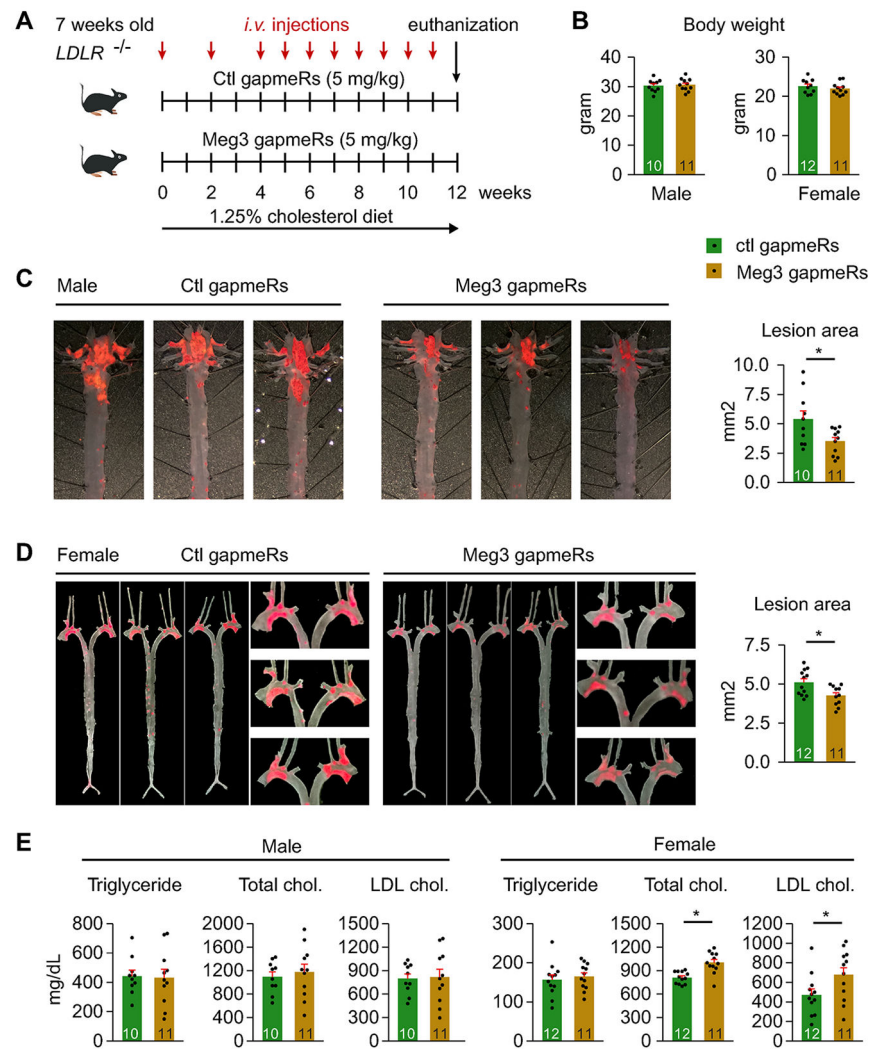 A
7 weeks old
LDLR -/-
i.v. injections
euthanization
Ctl gapmeRs (5 mg/kg)
Meg3 gapmeRs (5 mg/kg)
0 2 4 6 8 10 12 weeks
1.25% cholesterol diet
B
Body weight
gram
40
30
20
10
0
10
11
Male
gram
30
20
10
0
12
11
Female
ctl gapmeRs
Meg3 gapmeRs
C
Male
Ctl gapmeRs
Meg3 gapmeRs
Lesion area
*
mm2
10.0
7.5
5.0
2.5
0.0
10
11
D
Female
Ctl gapmeRs
Meg3 gapmeRs
Lesion area
*
mm2
7.5
5.0
2.5
0.0
12
11
E
Male
Triglyceride
mg/dL
800
600
400
200
0
10
11
Total chol.
2000
1600
1200
800
400
0
10
11
LDL chol.
1500
1200
900
600
300
0
10
11
Female
Triglyceride
300
200
100
0
12
11
Total chol.
*
1500
1200
900
600
300
0
12
11
LDL chol.
*
1200
1000
800
600
400
200
0
12
11